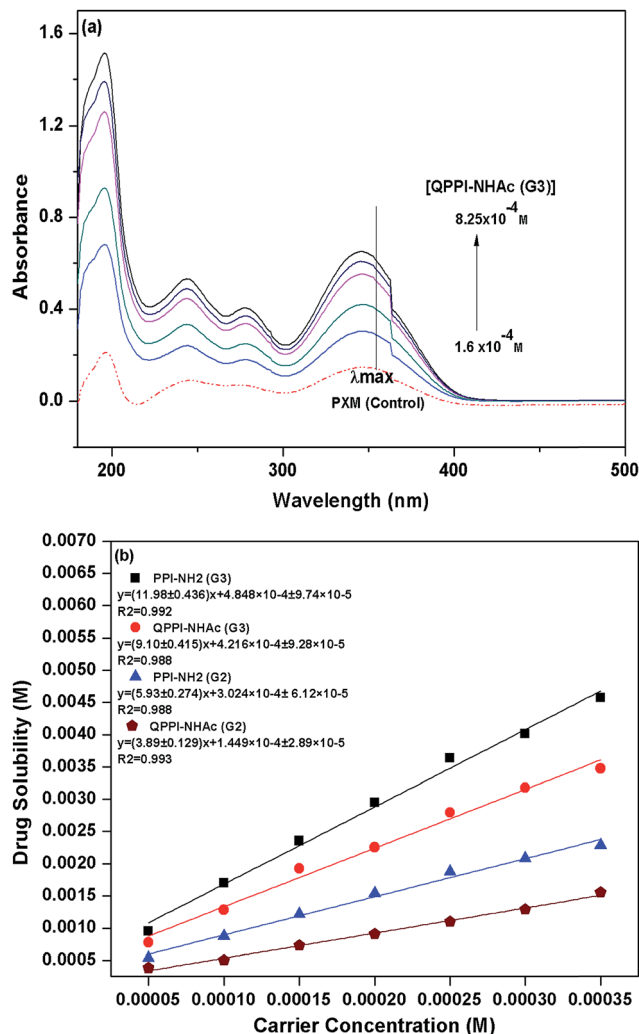 (a)
1.6
1.2
0.8
0.4
0.0
Absorbance
[QPPI-NHAc (G3)]
8.25x10-4 M
1.6 x10-4 M
λmax
PXM (Control)
200 300 400 500
Wavelength (nm)
(b)
0.0070
0.0065
0.0060
0.0055
0.0050
0.0045
0.0040
0.0035
0.0030
0.0025
0.0020
0.0015
0.0010
0.0005
Drug Solubility (M)
PPI-NH2 (G3)
y=(11.98±0.436)x+4.848×10-4±9.74×10-5
R2=0.992
QPPI-NHAc (G3)
y=(9.10±0.415)x+4.216×10-4±9.28×10-5
R2=0.988
PPI-NH2 (G2)
y=(5.93±0.274)x+3.024×10-4± 6.12×10-5
R2=0.988
QPPI-NHAc (G2)
y=(3.89±0.129)x+1.449×10-4±2.89×10-5
R2=0.993
0.00005 0.00010 0.00015 0.00020 0.00025 0.00030 0.00035
Carrier Concentration (M)